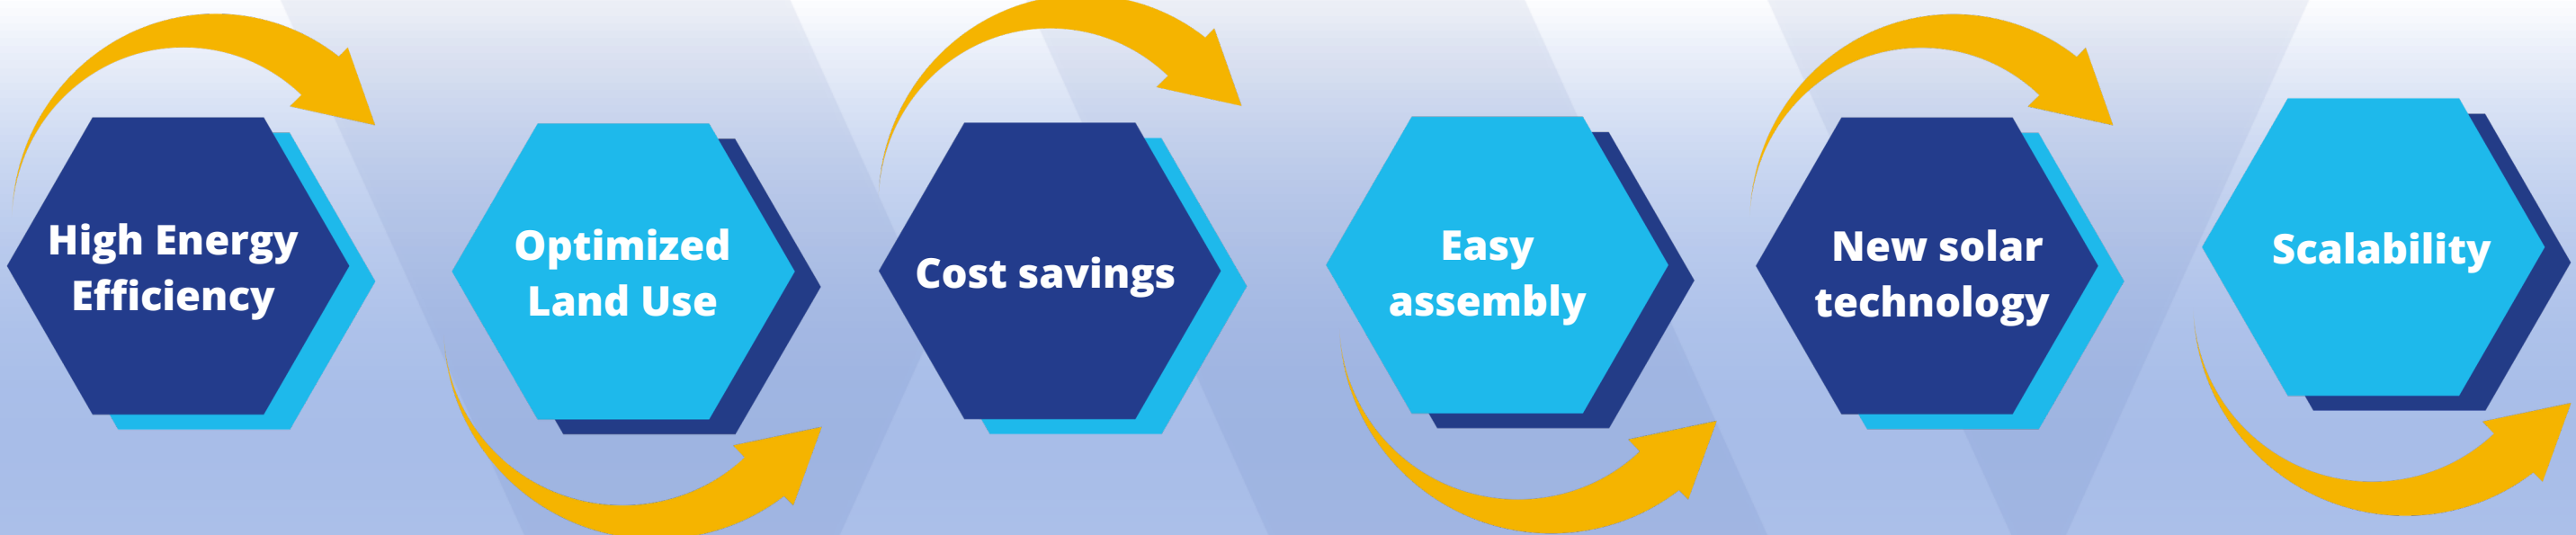 High Energy
Efficiency
Optimized
Land Use
Cost savings
Easy
assembly
New solar
technology
Scalability